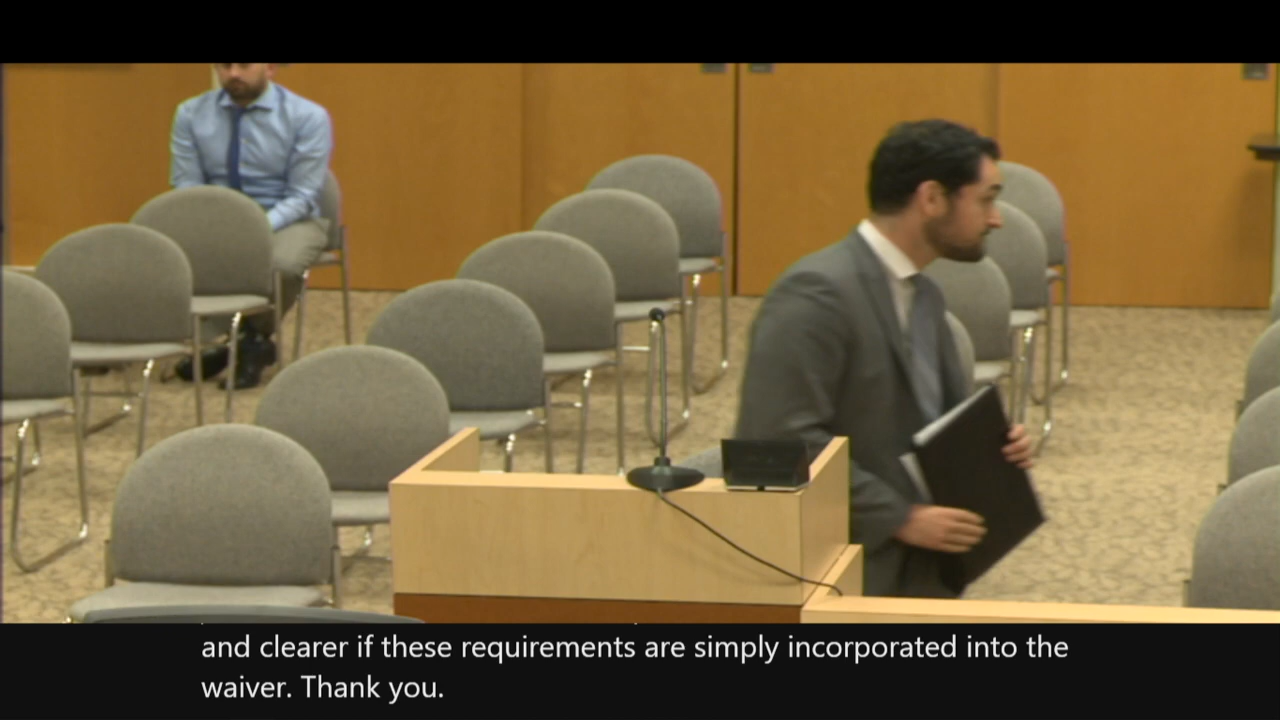 and clearer if these requirements are simply incorporated into the
waiver. Thank you.